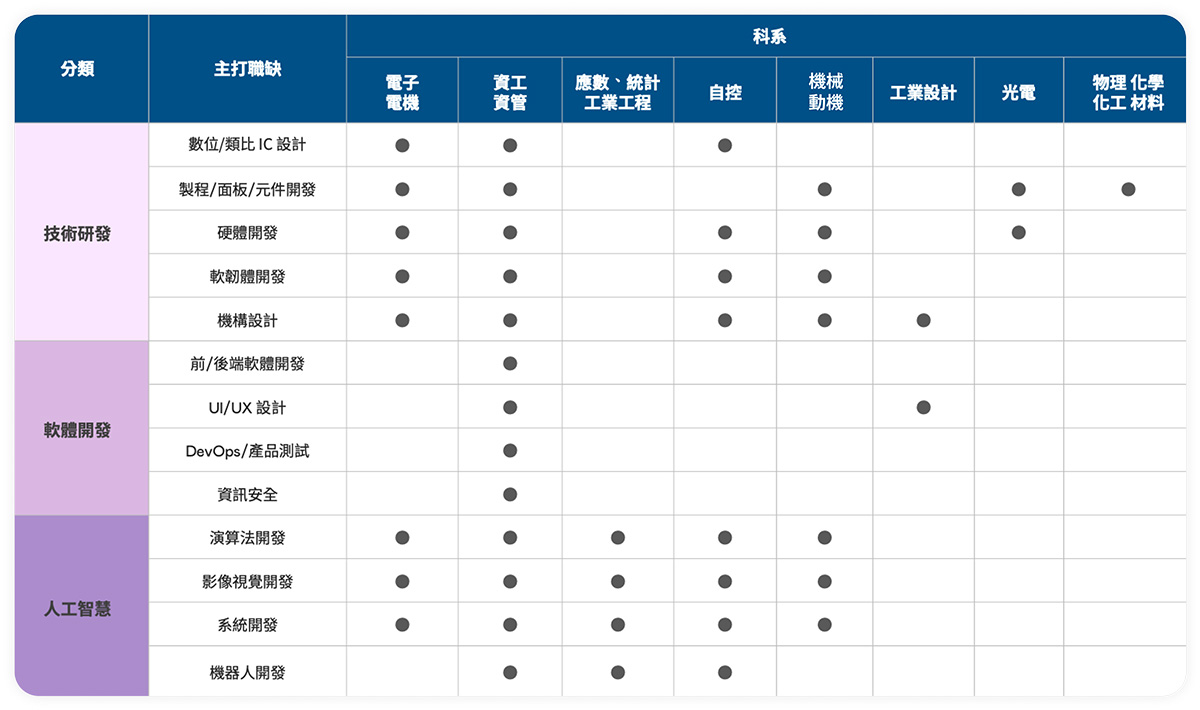 分類
主打職缺
科系
電子
電機
資工
資管
應數、統計
工業工程
自控
機械
動機
工業設計
光電
物理 化學
化工 材料
技術研發
數位/類比 IC 設計 ● ● ●
製程/面板/元件開發 ● ● ● ● ●
硬體開發 ● ● ● ● ●
軟韌體開發 ● ● ● ●
機構設計 ● ● ● ● ●
軟體開發
前/後端軟體開發 ●
UI/UX 設計 ● ●
DevOps/產品測試 ●
資訊安全 ●
人工智慧
演算法開發 ● ● ● ● ●
影像視覺開發 ● ● ● ● ●
系統開發 ● ● ● ● ●
機器人開發 ● ● ●